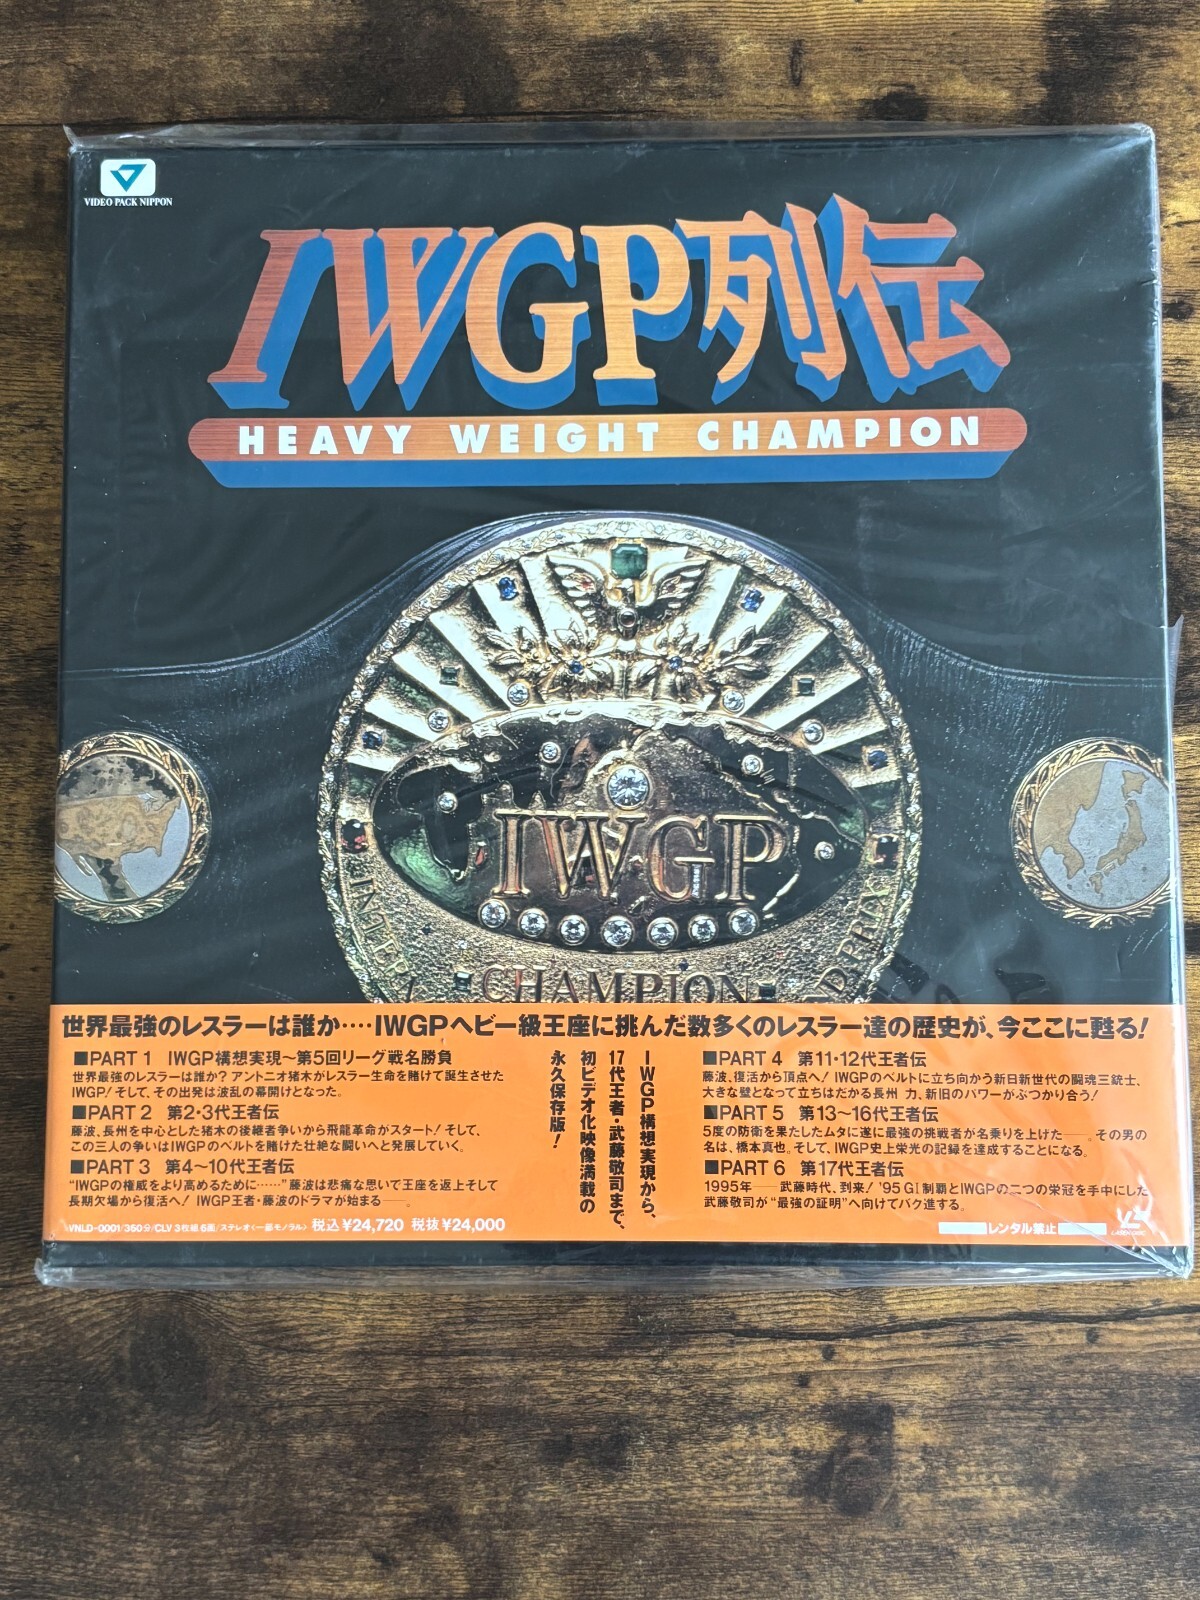 VIDEO PACK NIPPON
IWGP列伝
HEAVY WEIGHT CHAMPION
IWGP
CHAMPION
世界最強のレスラーは誰か‥‥IWGPヘビー級王座に挑んだ数多くのレスラー達の歴史が、今ここに甦る!
■PART 1 IWGP構想実現〜第5回リーグ戦名勝負
世界最強のレスラーは誰か？アントニオ猪木がレスラー生命を賭けて誕生させた
IWGP! そして、その出発は波乱の幕開けとなった。
■PART 2 第2・3代王者伝
藤波、長州を中心とした猪木の後継者争いから飛龍革命がスタート! そして、
この三人の争いはIWGPのベルトを賭けた壮絶な闘いへと発展していく。
■PART 3 第4〜10代王者伝
“IWGPの権威をより高めるために……”藤波は悲痛な思いで王座を返上そして
長期欠場から復活へ! IWGP王者・藤波のドラマが始まる──。
VNLD-0001/350分/CLV 3枚組 6面/ステレオ〈一部モノラル〉 税込¥24,720 税抜¥24,000
IWGP構想実現から、
17代王者・武藤敬司まで、
初ビデオ化映像満載の
永久保存版!
■PART 4 第11・12代王者伝
藤波、復活から頂点へ! IWGPのベルトに立ち向かう新日新世代の闘魂三銃士、
大きな壁となって立ちはだかる長州 力、新旧のパワーがぶつかり合う!
■PART 5 第13〜16代王者伝
5度の防衛を果たしたムタに遂に最強の挑戦者が名乗りを上げた──。その男の
名は、橋本真也。そして、IWGP史上栄光の記録を達成することになる。
■PART 6 第17代王者伝
1995年── 武藤時代、到来! '95 G1制覇とIWGPの二つの栄冠を手中にした
武藤敬司が“最強の証明”へ向けてバク進する。
レンタル禁止